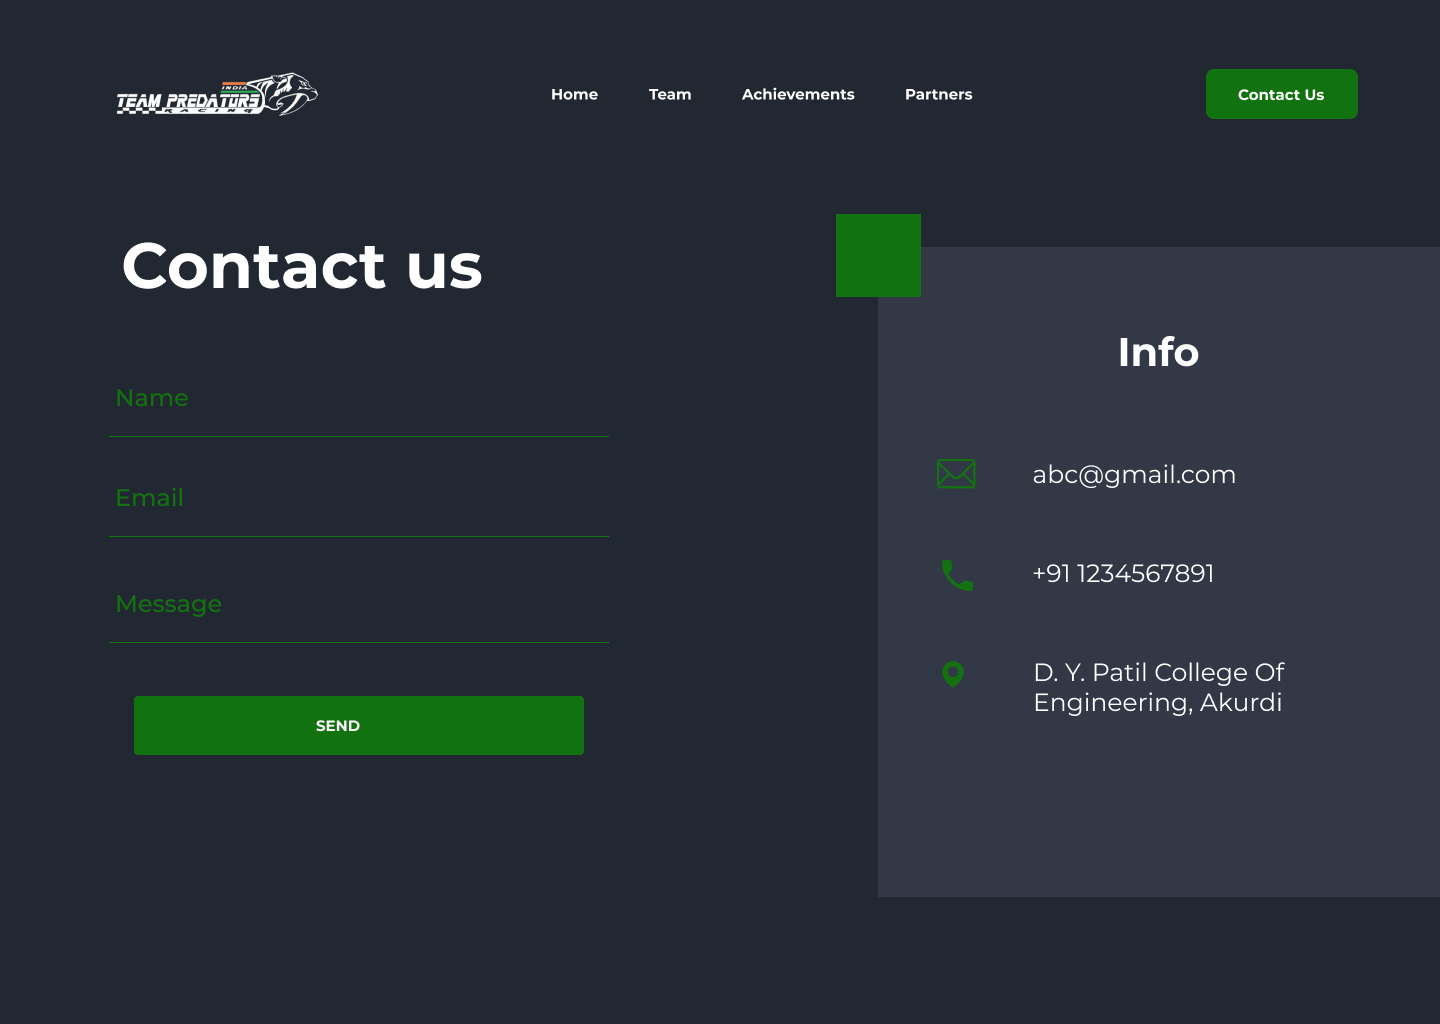 INDIA
TEAM PREDATORS
RACING
Home
Team
Achievements
Partners
Contact Us
Contact us
Name
Email
Message
SEND
Info
abc@gmail.com
+91 1234567891
D. Y. Patil College Of
Engineering, Akurdi